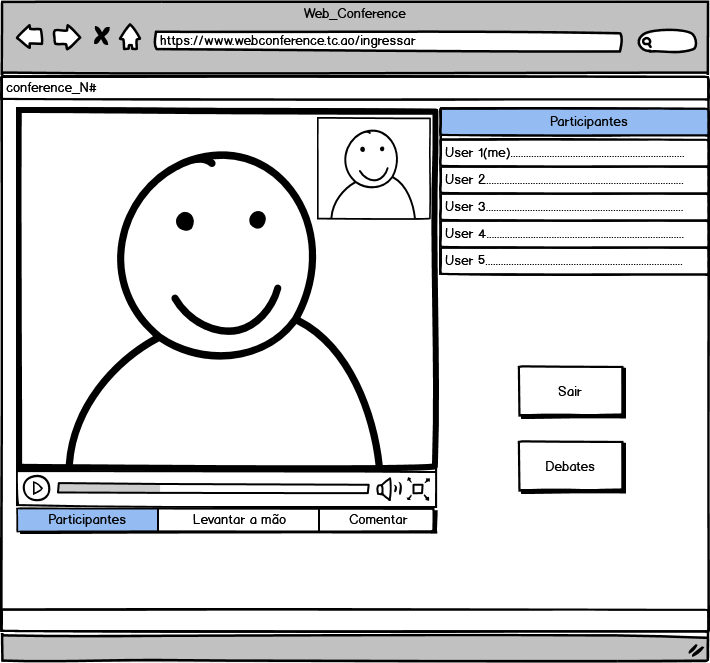 Web_Conference
https://www.webconference.tc.ao/ingressar
conference_N#
Participantes
User 1(me)
User 2
User 3
User 4
User 5
Sair
Debates
Participantes
Levantar a mão
Comentar